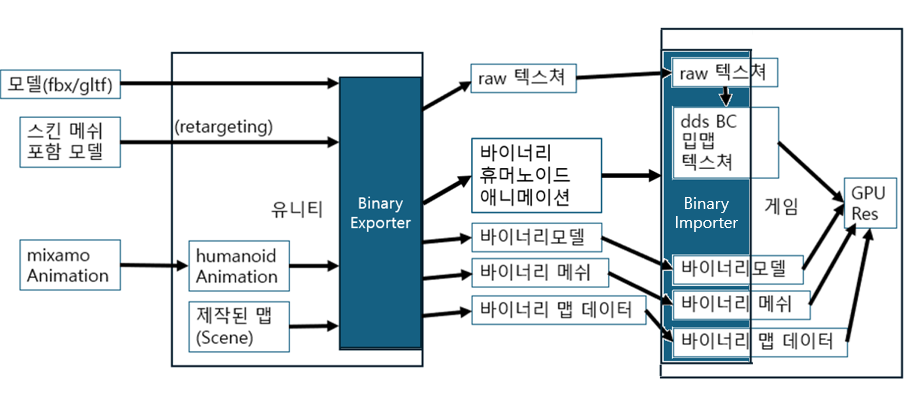 모델(fbx/gltf)
스킨 메쉬
포함 모델
(retargeting)
mixamo
Animation
humanoid
Animation
제작된 맵
(Scene)
유니티
Binary
Exporter
raw 텍스쳐
바이너리
휴머노이드
애니메이션
바이너리모델
바이너리 메쉬
바이너리 맵 데이터
raw 텍스쳐
dds BC
밉맵
텍스쳐
Binary
Importer
게임
바이너리모델
바이너리 메쉬
바이너리 맵 데이터
GPU
Res